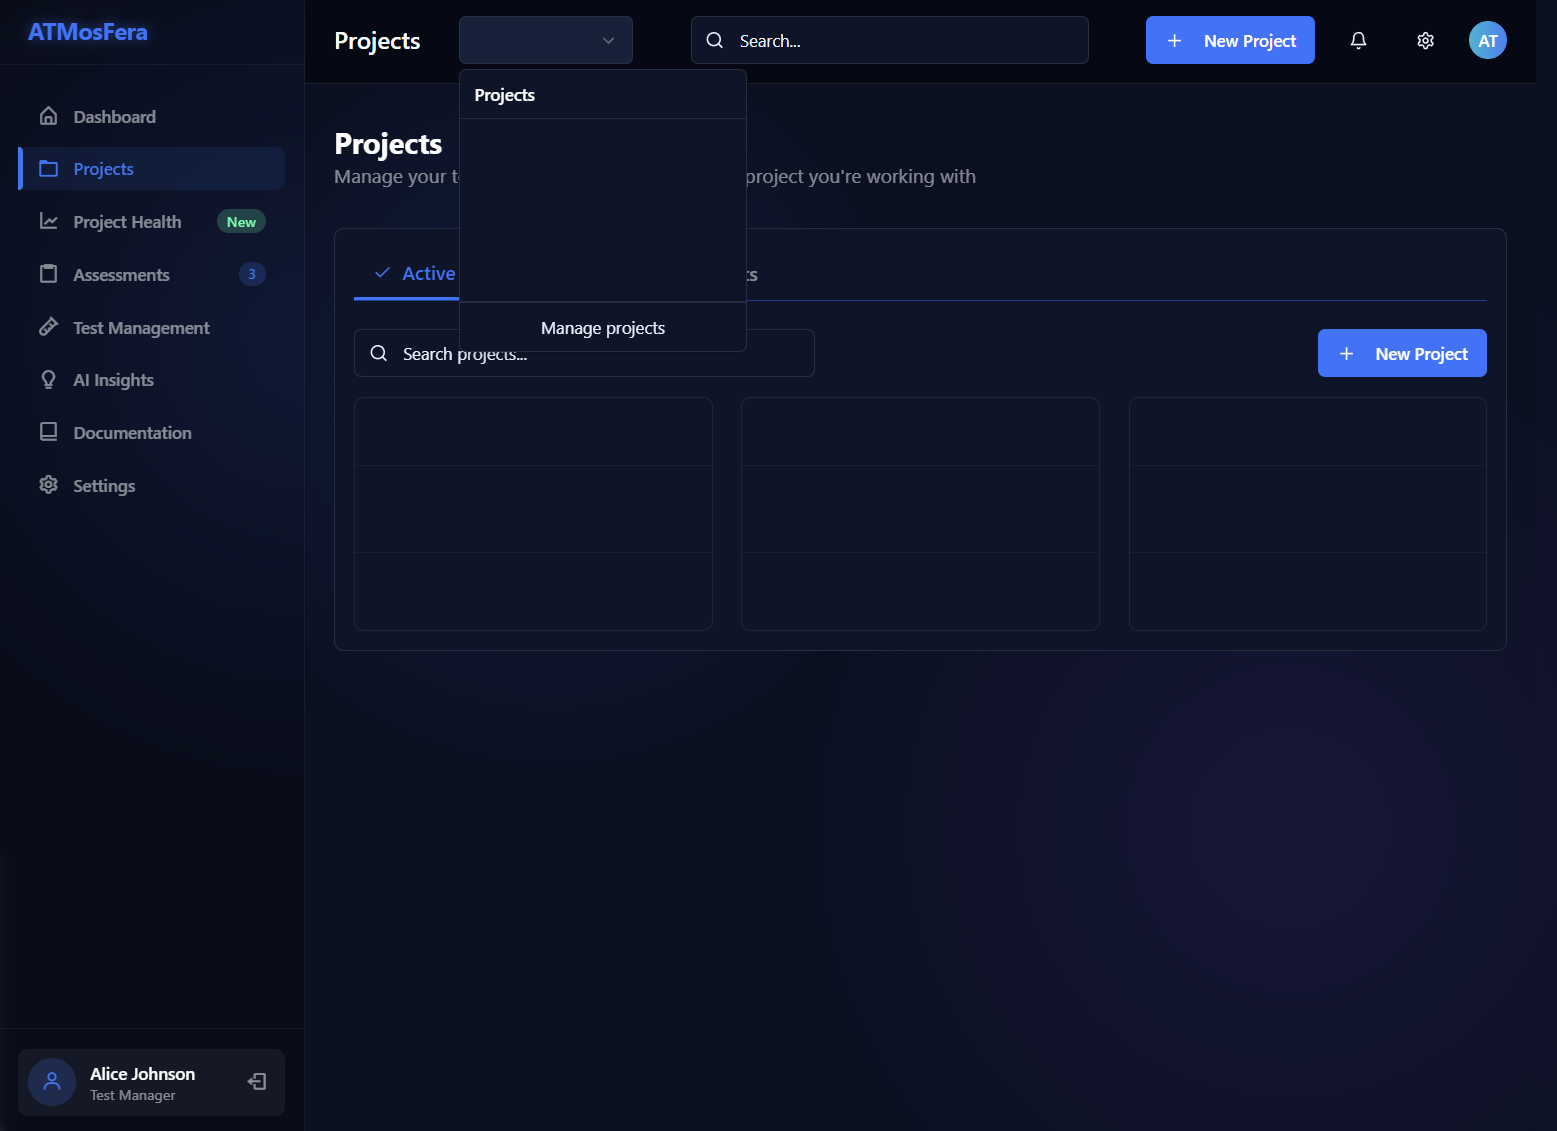 ATMosFera
Projects
Search...
New Project
AT
Dashboard
Projects
Project Health
New
Assessments
3
Test Management
AI Insights
Documentation
Settings
Projects
Manage projects
Projects
Manage your
project you're working with
Active
Search projects...
New Project
Alice Johnson
Test Manager